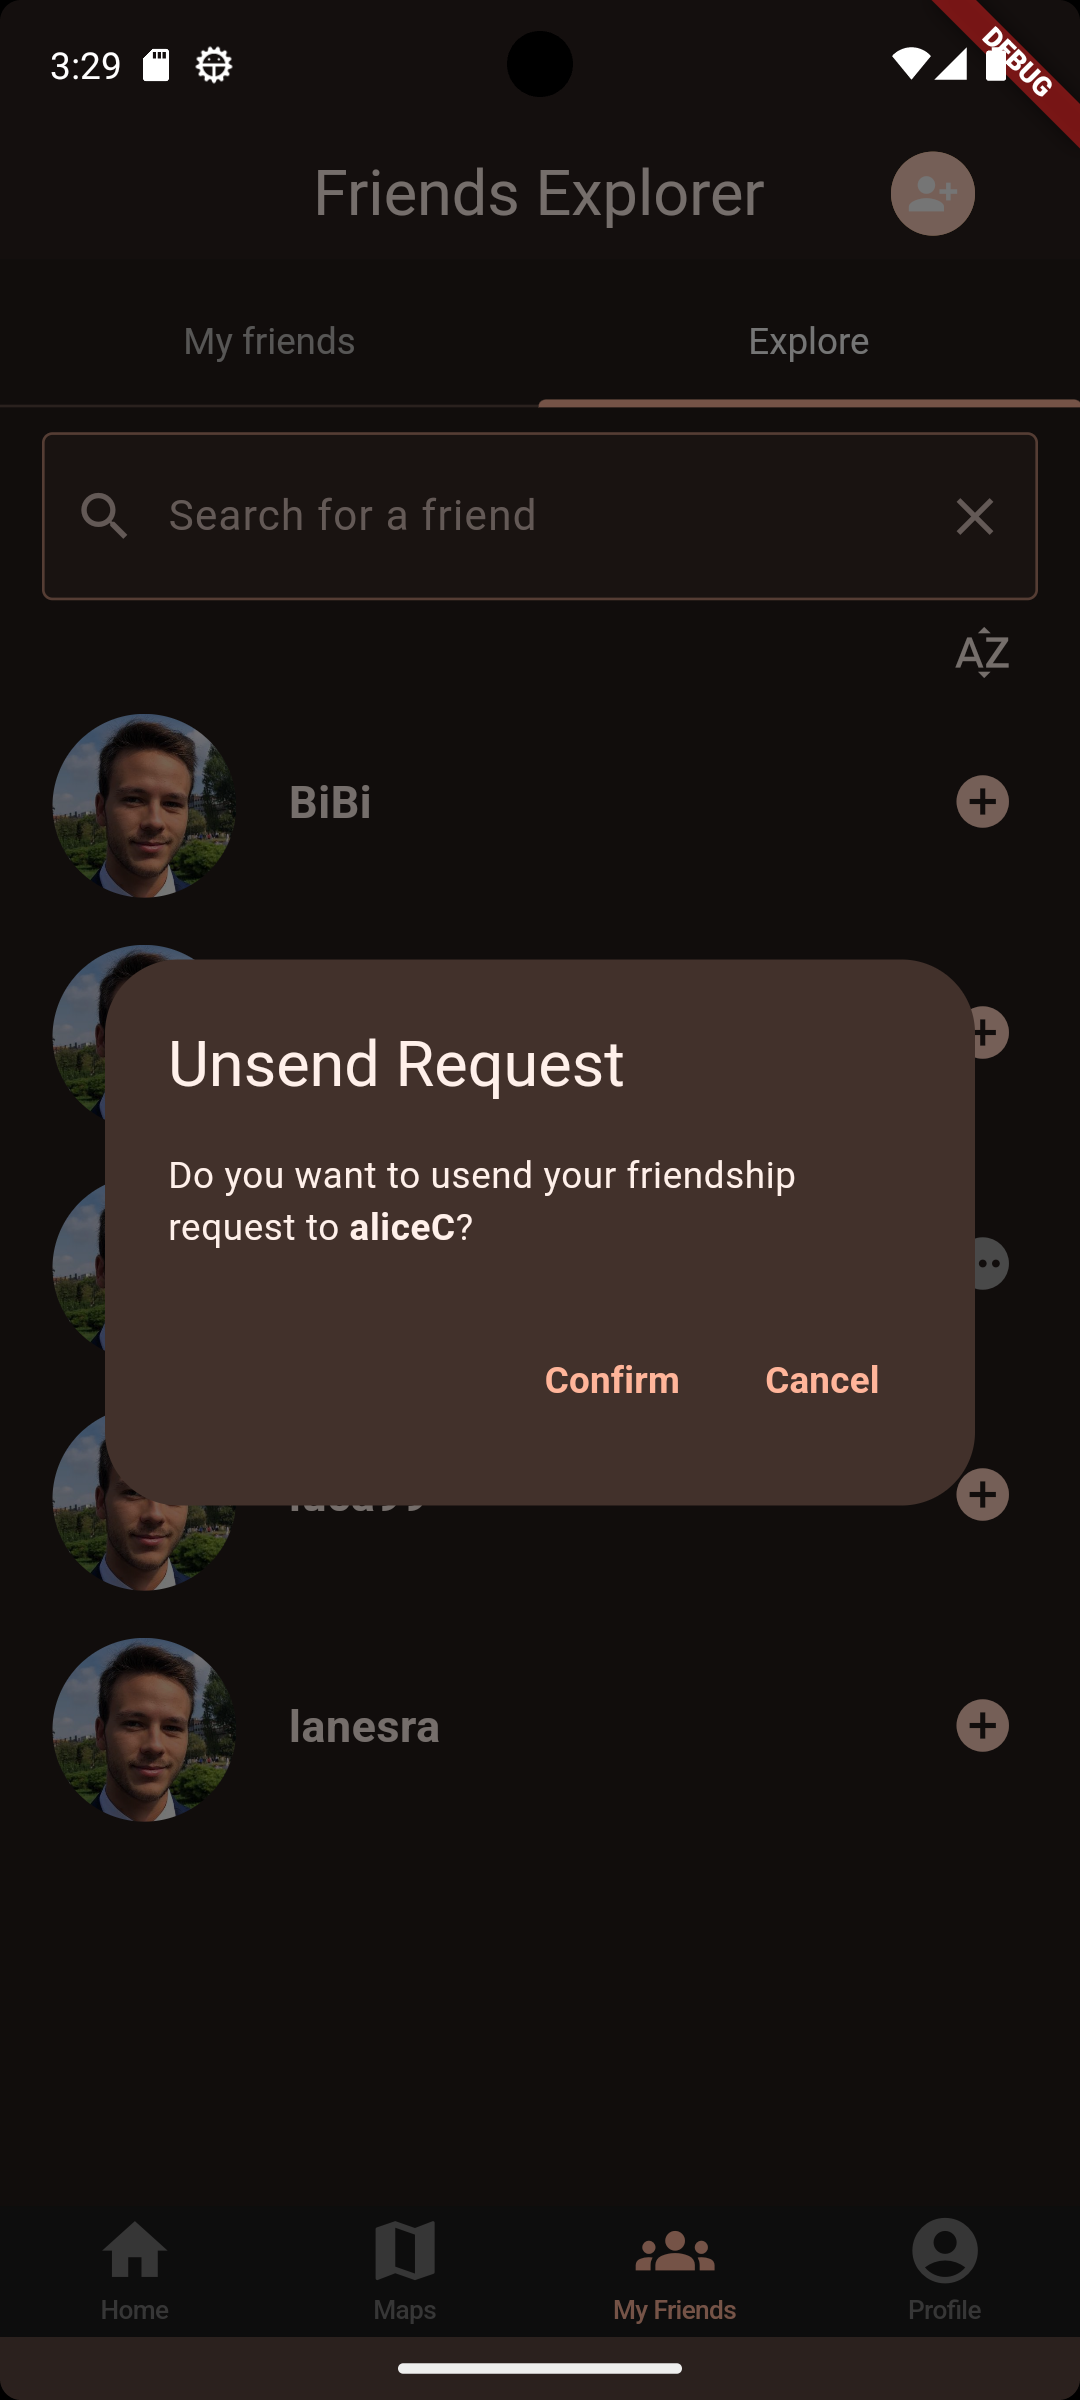 3:29
DEBUG
Friends Explorer
My friends
Explore
Search for a friend
AZ
BiBi
Unsend Request
Do you want to usend your friendship
request to aliceC?
Confirm
Cancel
lanesra
Home
Maps
My Friends
Profile